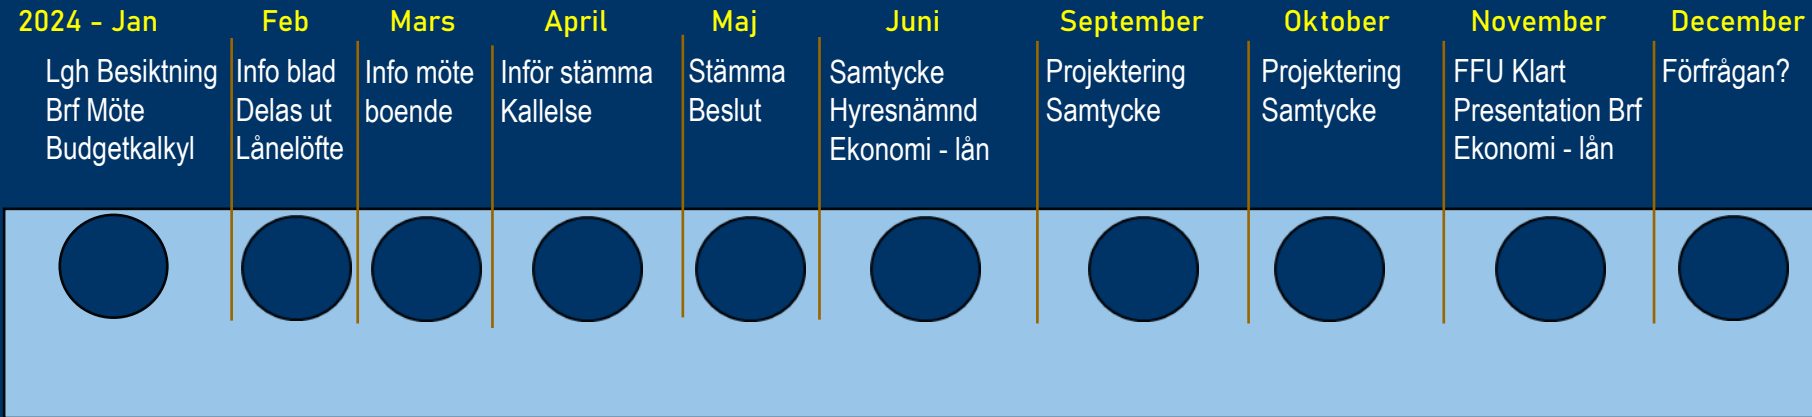 2024 - Jan
Feb
Mars
April
Maj
Juni
September
Oktober
November
December
Lgh Besiktning
Brf Möte
Budgetkalkyl
Info blad
Delas ut
Lånelöfte
Info möte
boende
Inför stämma
Kallelse
Stämma
Beslut
Samtycke
Hyresnämnd
Ekonomi - lån
Projektering
Samtycke
Projektering
Samtycke
FFU Klart
Presentation Brf
Ekonomi - lån
Förfrågan?